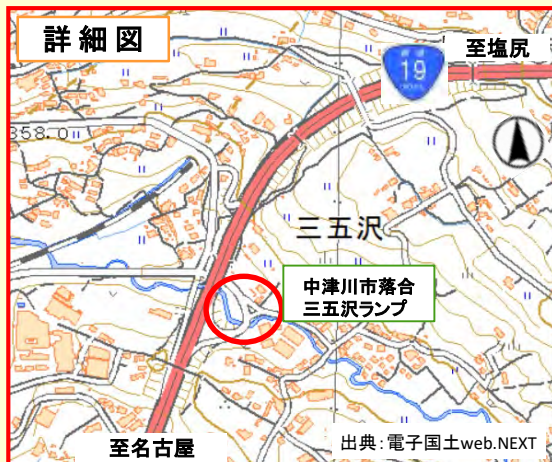 詳細図
至塩尻
19
358.0
三五沢
中津川市落合
三五沢ランプ
至名古屋
出典：電子国土web.NEXT